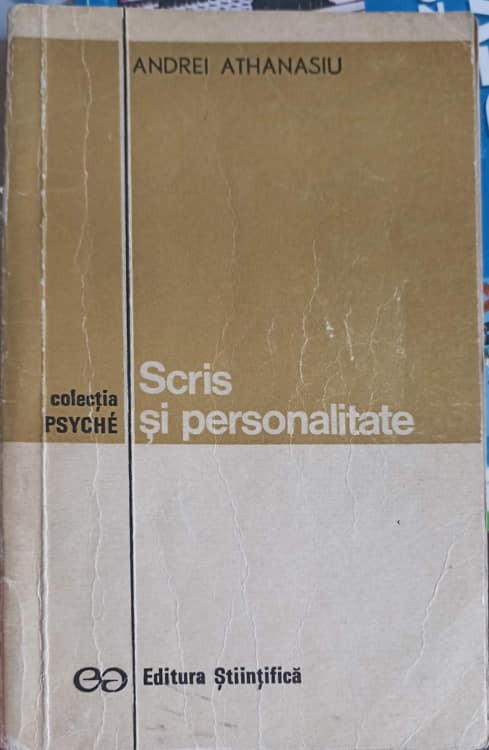 ANDREI ATHANASIU
Scris
și personalitate
colecția
PSYCHÉ
Editura Științifică